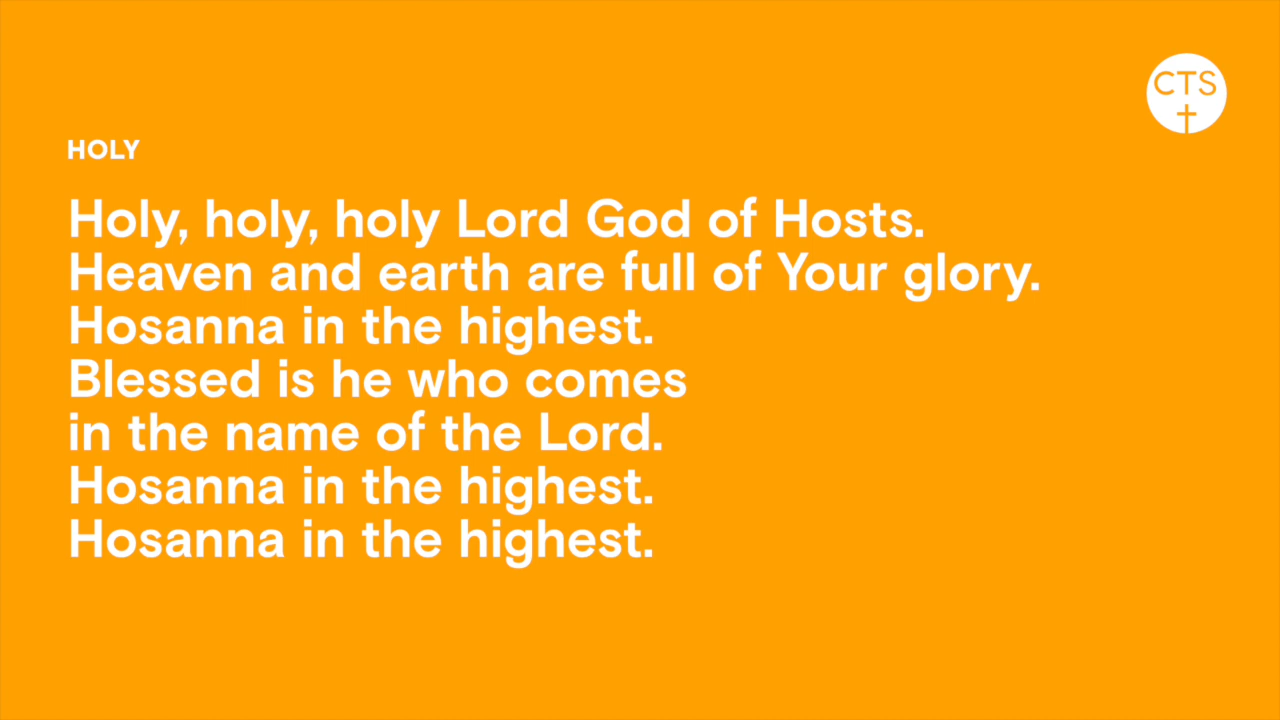 CTS
HOLY
Holy, holy, holy Lord God of Hosts.
Heaven and earth are full of Your glory.
Hosanna in the highest.
Blessed is he who comes
in the name of the Lord.
Hosanna in the highest.
Hosanna in the highest.